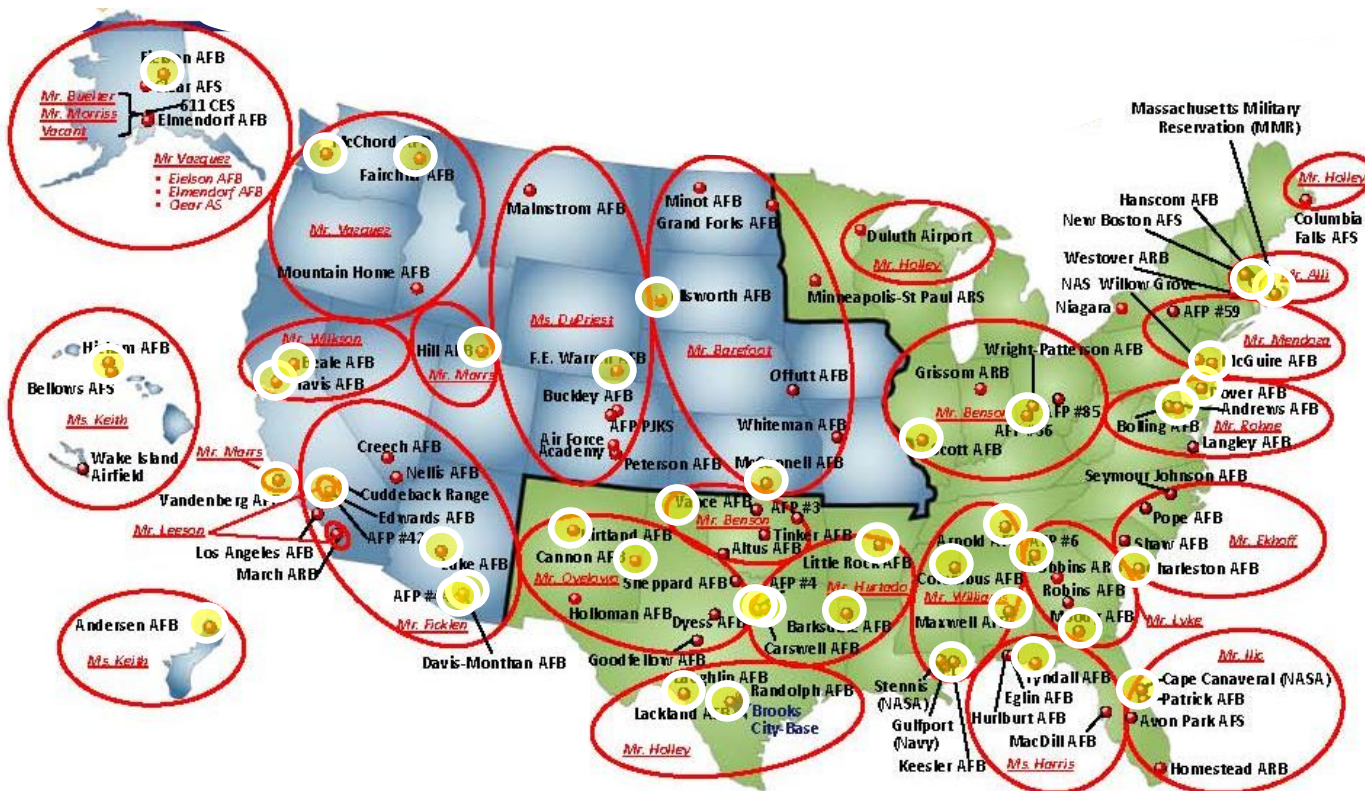 Eielson AFB
Clear AFS
Mr. Buelter
Mr. Morriss
Vacant
611 CES
Elmendorf AFB
Mr Vazquez
▪ Eielson AFB
▪ Elmendorf AFB
▪ Clear AS
McChord AFB
Fairchild AFB
Mr. Vazquez
Mountain Home AFB
Malmstrom AFB
Ms. DuPriest
F.E. Warren AFB
Buckley AFB
AFP PJKS
Air Force
Academy
Peterson AFB
Minot AFB
Grand Forks AFB
Ellsworth AFB
Mr. Barefoot
Offutt AFB
Whiteman AFB
McConnell AFB
Duluth Airport
Mr. Holley
Minneapolis-St Paul ARS
Massachusetts Military
Reservation (MMR)
Hanscom AFB
New Boston AFS
Westover ARB
NAS Willow Grove
Niagara
AFP #59
Mr. Holley
Columbia
Falls AFS
Mr. Alli
Mr. Mendosa
McGuire AFB
Dover AFB
Andrews AFB
Bolling AFB
Mr. Rohne
Langley AFB
Hickam AFB
Bellows AFS
Ms. Keith
Wake Island
Airfield
Mr. Wilkson
Beale AFB
Travis AFB
Hill AFB
Mr. Marrs
Wright-Patterson AFB
Grissom ARB
Mr. Benson
AFP #85
AFP #36
Scott AFB
Mr. Marrs
Vandenberg AFB
Mr. Leeson
Los Angeles AFB
March ARB
Creech AFB
Nellis AFB
Cuddeback Range
Edwards AFB
AFP #42
Luke AFB
AFP #4
Mr. Ficklen
Davis-Monthan AFB
Vance AFB
AFP #3
Mr. Benson
Tinker AFB
Altus AFB
Kirtland AFB
Cannon AFB
Mr. Oyelowo
Sheppard AFB
Holloman AFB
Dyess AFB
Goodfellow AFB
Little Rock AFB
AFP #4
Mr. Hurtado
Barksdale AFB
Carswell AFB
Laughlin AFB
Randolph AFB
Lackland AFB
Brooks
City-Base
Mr. Holley
Arnold
AFP #6
Columbus AFB
Mr. Williams
Maxwell AFB
Stennis
(NASA)
Gulfport
(Navy)
Keesler AFB
Dobbins ARB
Robins AFB
Moody AFB
Mr. Lyke
Seymour Johnson AFB
Pope AFB
Shaw AFB
Mr. Ekhoff
Charleston AFB
Tyndall AFB
Eglin AFB
Hurlburt AFB
MacDill AFB
Ms. Harris
Mr. Ilic
Cape Canaveral (NASA)
Patrick AFB
Avon Park AFS
Homestead ARB
Andersen AFB
Ms. Keith